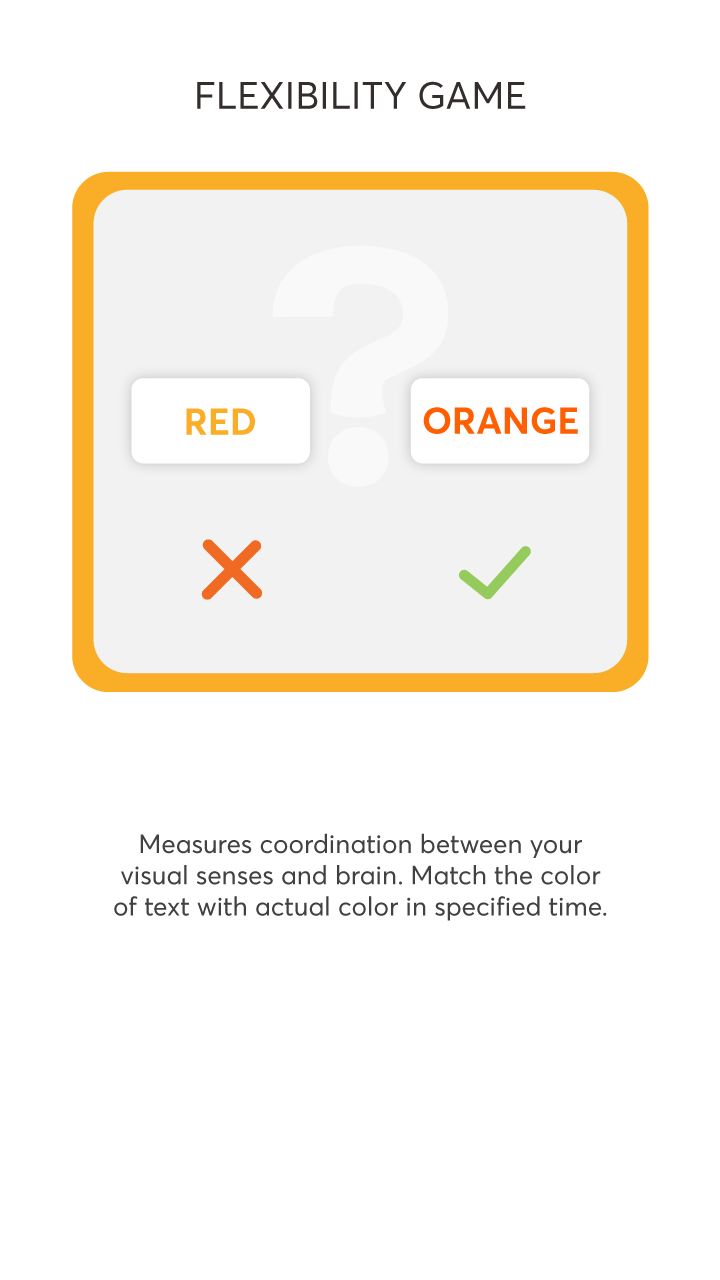 FLEXIBILITY GAME
?
RED
ORANGE
Measures coordination between your
visual senses and brain. Match the color
of text with actual color in specified time.